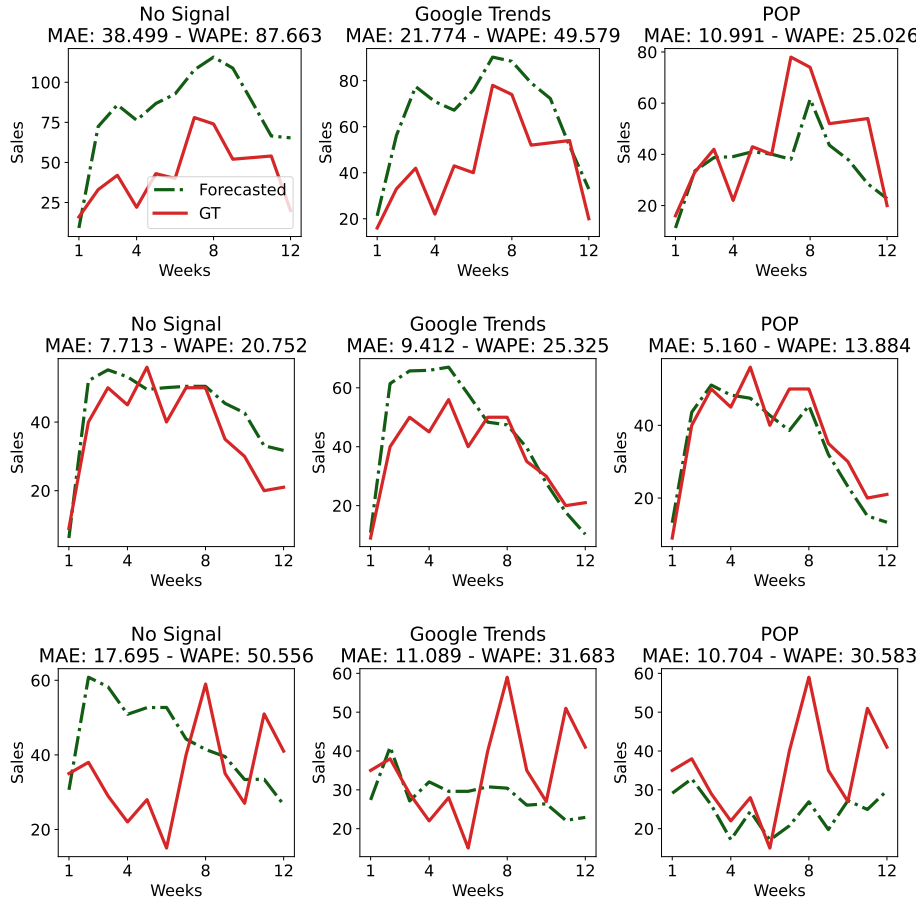 No Signal
MAE: 38.499 - WAPE: 87.663
Google Trends
MAE: 21.774 - WAPE: 49.579
POP
MAE: 10.991 - WAPE: 25.026
Sales
100
75
50
25
Forecasted
GT
1 4 8 12
Weeks
Sales
80
60
40
20
1 4 8 12
Weeks
Sales
80
60
40
20
1 4 8 12
Weeks
No Signal
MAE: 7.713 - WAPE: 20.752
Google Trends
MAE: 9.412 - WAPE: 25.325
POP
MAE: 5.160 - WAPE: 13.884
Sales
40
20
1 4 8 12
Weeks
Sales
60
40
20
1 4 8 12
Weeks
Sales
40
20
1 4 8 12
Weeks
No Signal
MAE: 17.695 - WAPE: 50.556
Google Trends
MAE: 11.089 - WAPE: 31.683
POP
MAE: 10.704 - WAPE: 30.583
Sales
60
40
20
1 4 8 12
Weeks
Sales
60
50
40
30
20
1 4 8 12
Weeks
Sales
60
50
40
30
20
1 4 8 12
Weeks